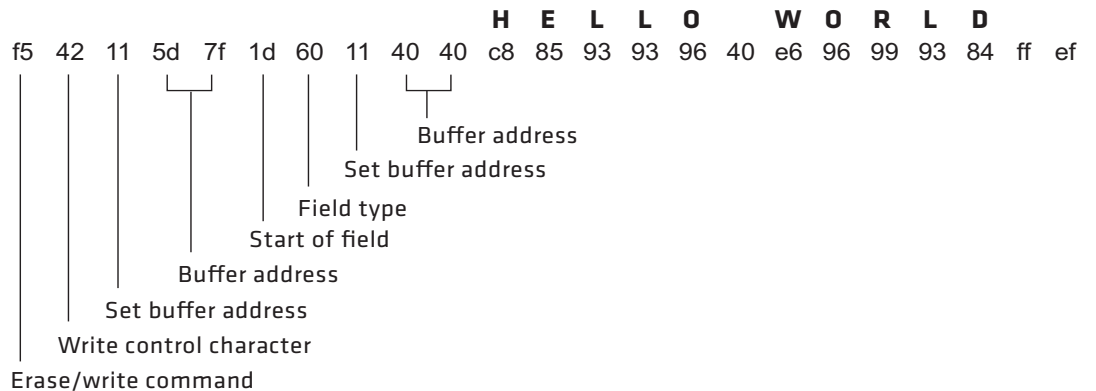 H E L L O W O R L D
f5 42 11 5d 7f 1d 60 11 40 40 c8 85 93 93 96 40 e6 96 99 93 84 ff ef
Buffer address
Set buffer address
Field type
Start of field
Buffer address
Set buffer address
Write control character
Erase/write command